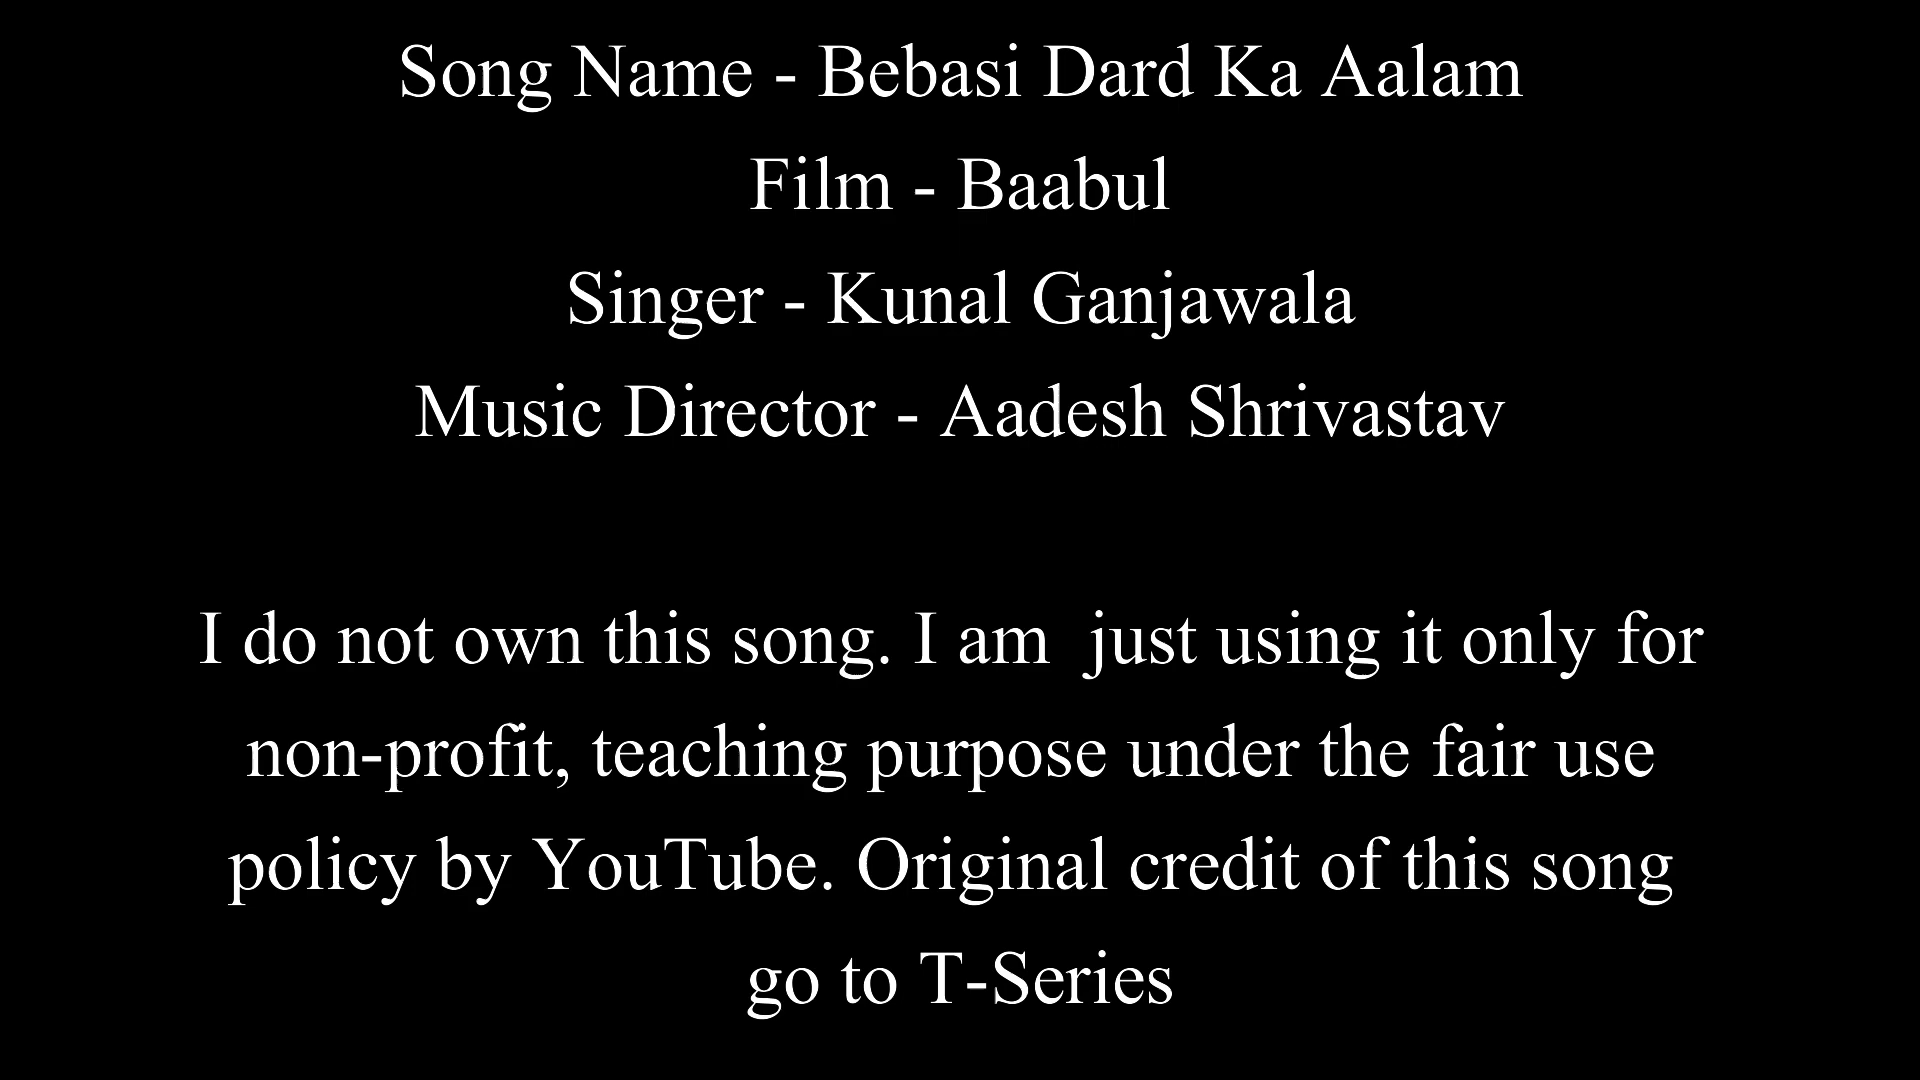 Song Name - Bebasi Dard Ka Aalam
Film - Baabul
Singer - Kunal Ganjawala
Music Director - Aadesh Shrivastav
I do not own this song. I am  just using it only for
non-profit, teaching purpose under the fair use
policy by YouTube. Original credit of this song
go to T-Series